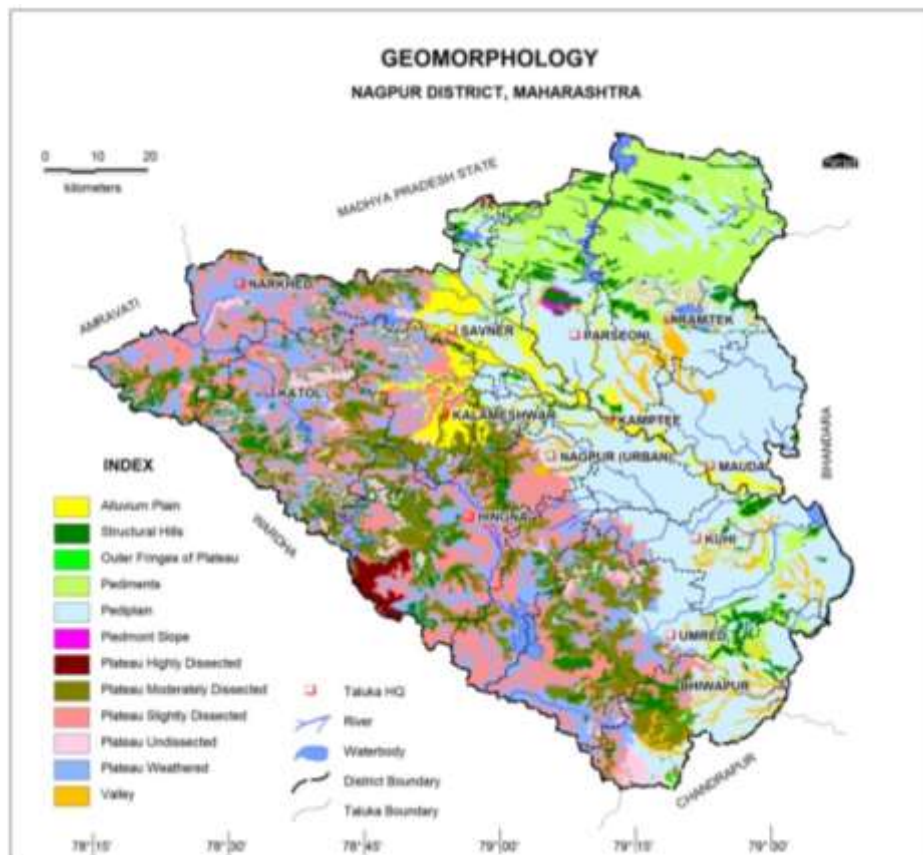 GEOMORPHOLOGY
NAGPUR DISTRICT, MAHARASHTRA
0 10 20
kilometers
MADHYA PRADESH STATE
AMRAVATI
NARKHED
SAVNER
PARSEONI
RAMTEK
KATOL
KALAMESHWAR
KAMPTEE
BHANDARA
NAGPUR (URBAN)
MAUDA
WARDHA
HINGNA
KUHI
UMRED
BHIWAPUR
CHANDRAPUR
INDEX
Alluvium Plain
Structural Hills
Outer Fringes of Plateau
Pediments
Pediplain
Piedmont Slope
Plateau Highly Dissected
Plateau Moderately Dissected
Plateau Slightly Dissected
Plateau Undissected
Plateau Weathered
Valley
Taluka HQ
River
Waterbody
District Boundary
Taluka Boundary
78°15' 78°30' 78°45' 79°00' 79°15'